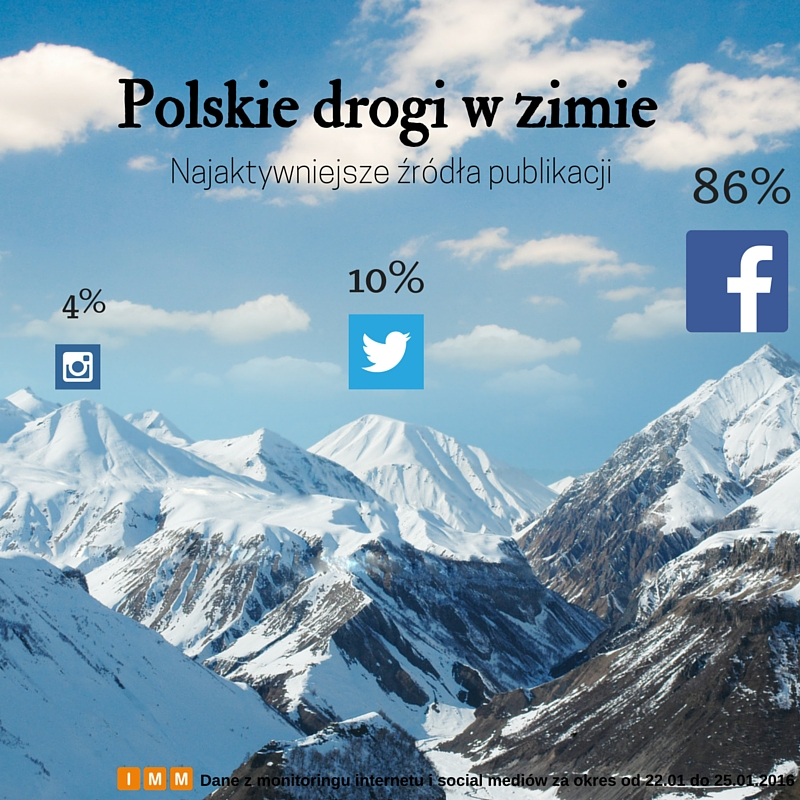 Polskie drogi w zimie
Najaktywniejsze źródła publikacji
86%
10%
4%
IMM Dane z monitoringu internetu i social mediów za okres od 22.01 do 25.01.2016